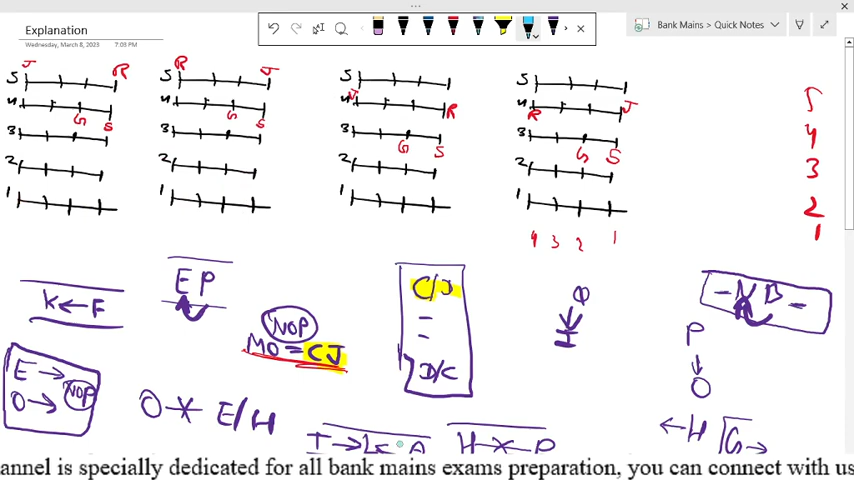 Explanation
Wednesday, March 8, 2023 7:03 PM
Bank Mains > Quick Notes
J R R J
5 5 5 5 5
J R R J
4 4 4 4 4
G S G S
3 3 3 3 3
G S G S
2 2 2 2 2
1 1 1 1 1
4 3 2 1
K ← F
E P
NOP
MO = CJ
C/J
–
–
D/C
I
– N B –
P
↓
O
E → NOP
O →
O E/H
← H G →
H P
annel is specially dedicated for all bank mains exams preparation, you can connect with us